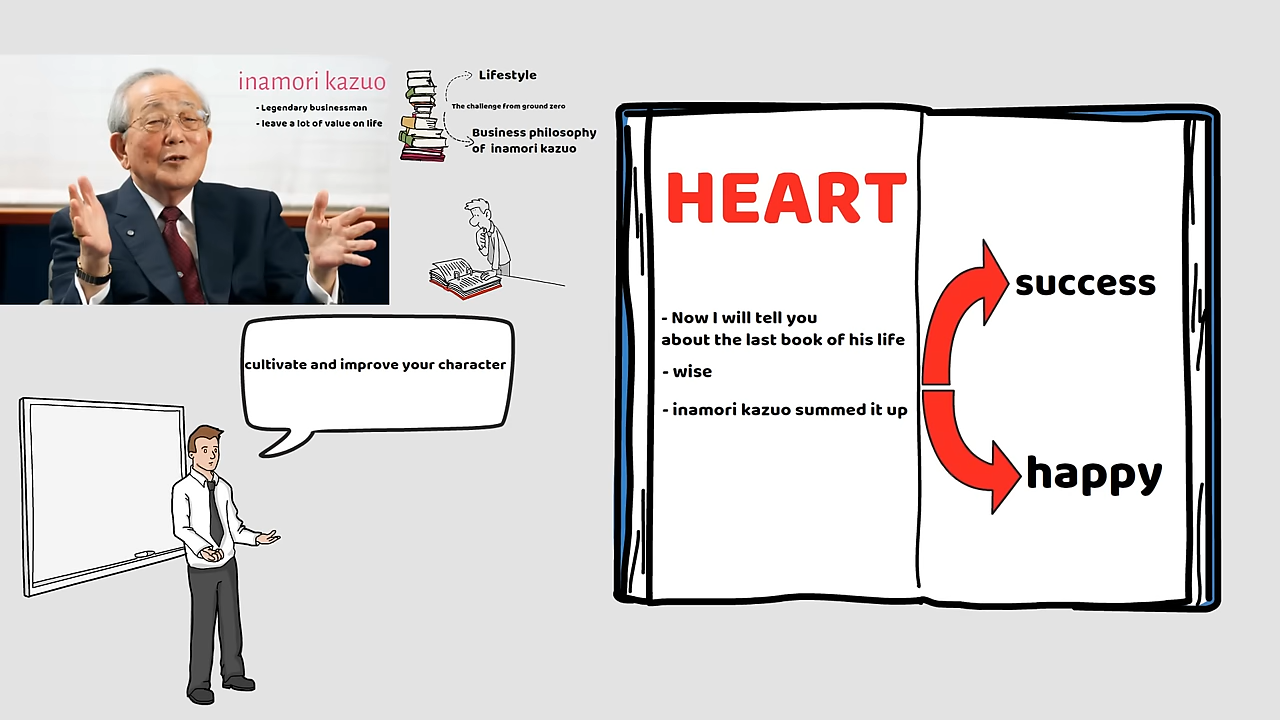 inamori kazuo
- Legendary businessman
- leave a lot of value on life
Lifestyle
The challenge from ground zero
Business philosophy
of inamori kazuo
cultivate and improve your character
HEART
- Now I will tell you
about the last book of his life
- wise
- inamori kazuo summed it up
success
happy